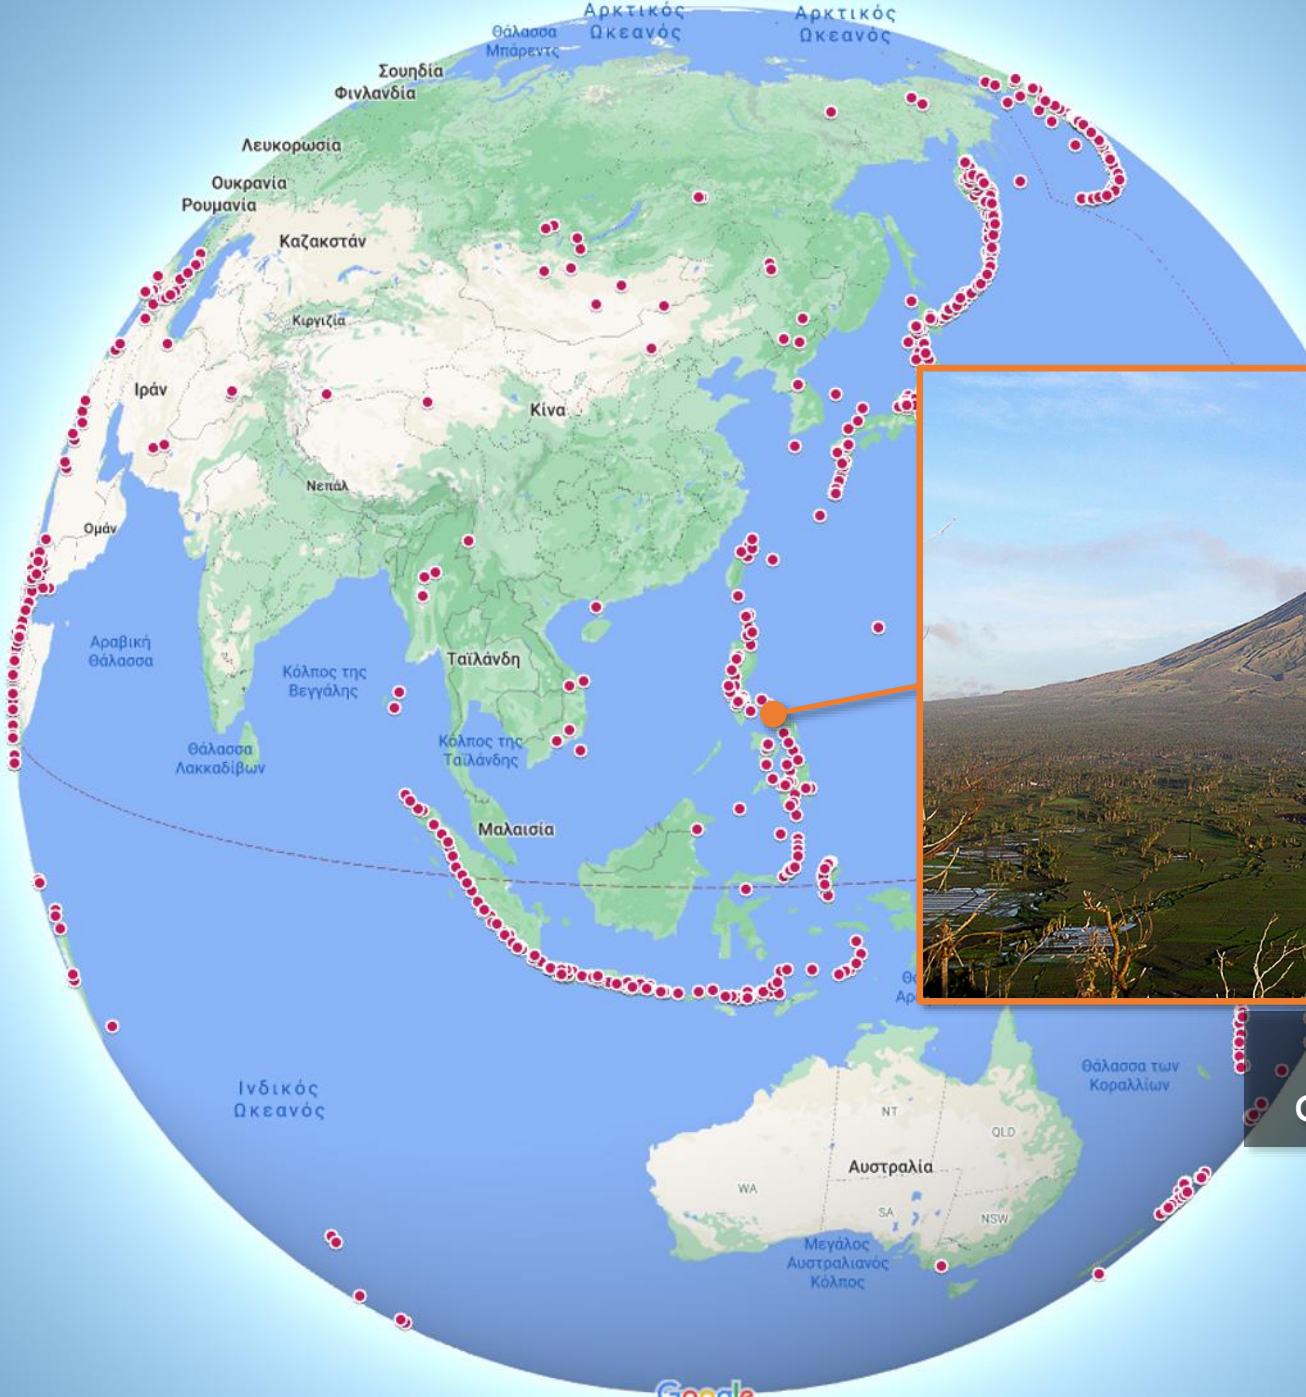 Αρκτικός
Ωκεανός
Αρκτικός
Ωκεανός
Θάλασσα
Μπάρεντς
Σουηδία
Φινλανδία
Λευκορωσία
Ουκρανία
Ρουμανία
Καζακστάν
Κιργιζία
Ιράν
Κίνα
Νεπάλ
Ομάν
Αραβική
Θάλασσα
Κόλπος της
Βεγγάλης
Ταϊλάνδη
Θάλασσα
Λακκαδίβων
Κόλπος της
Ταϊλάνδης
Μαλαισία
Ινδικός
Ωκεανός
Θάλασσα των
Κοραλλίων
NT
QLD
Αυστραλία
WA
SA
NSW
Μεγάλος
Αυστραλιανός
Κόλπος
Google